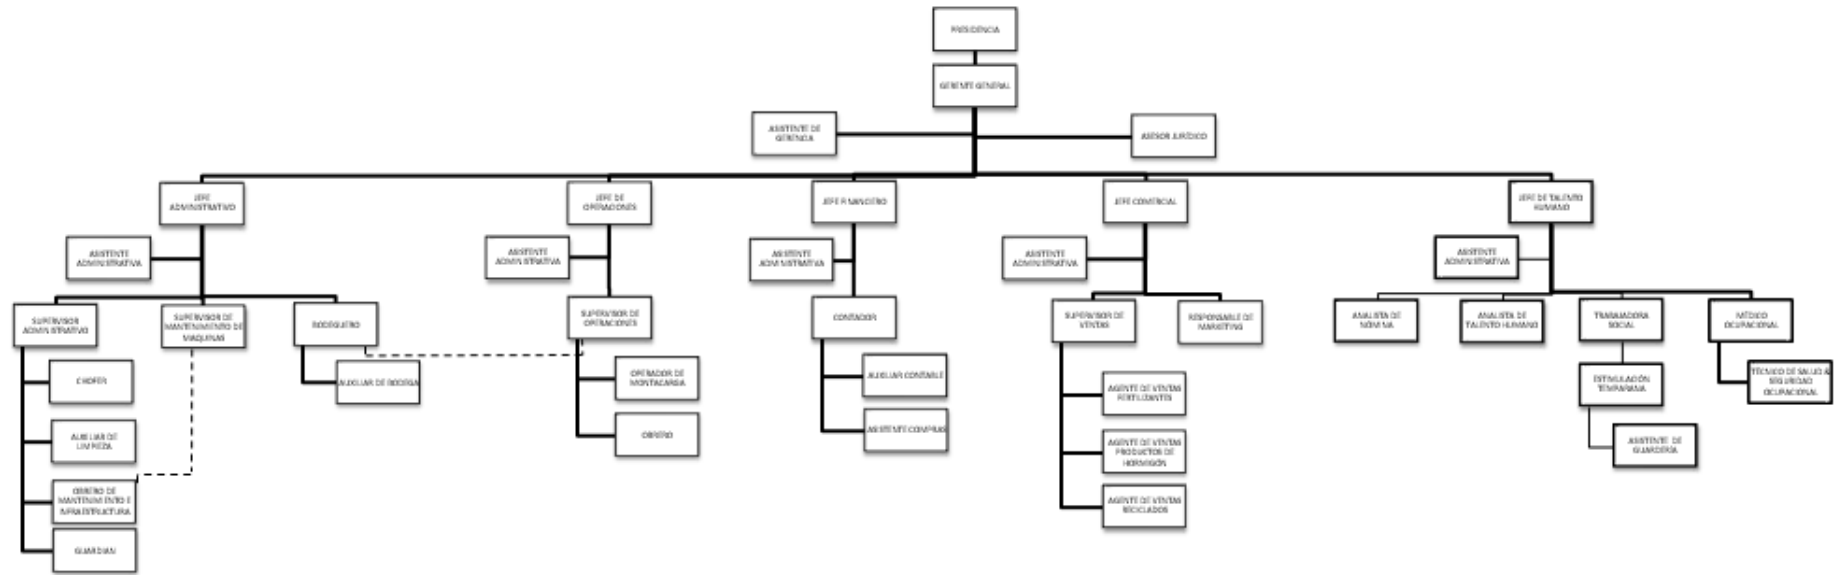 PRESIDENCIA
GERENTE GENERAL
ASISTENTE DE
GERENCIA
ASESOR JURÍDICO
JEFE
ADMINISTRATIVO
JEFE DE
OPERACIONES
JEFE FINANCIERO
JEFE COMERCIAL
JEFE DE TALENTO
HUMANO
ASISTENTE
ADMINISTRATIVA
ASISTENTE
ADMINISTRATIVA
ASISTENTE
ADMINISTRATIVA
ASISTENTE
ADMINISTRATIVA
ASISTENTE
ADMINISTRATIVA
SUPERVISOR
ADMINISTRATIVO
SUPERVISOR DE
MANTENIMIENTO DE
MAQUINAS
BODEGUERO
SUPERVISOR DE
OPERACIONES
CONTADOR
SUPERVISOR DE
VENTAS
RESPONSABLE DE
MARKETING
ANALISTA DE
NÓMINA
ANALISTA DE
TALENTO HUMANO
TRABAJADORA
SOCIAL
MÉDICO
OCUPACIONAL
CHOFER
AUXILIAR DE BODEGA
OPERADOR DE
MONTACARGA
AUXILIAR CONTABLE
AGENTE DE VENTAS
FERTILIZANTES
ESTIMULACIÓN
TEMPRANA
TÉCNICO DE SALUD &
SEGURIDAD
OCUPACIONAL
AUXILIAR DE
LIMPIEZA
OBRERO
ASISTENTE COMPRAS
AGENTE DE VENTAS
PRODUCTOS DE
HORMIGÓN
ASISTENTE DE
GUARDERÍA
OBRERO DE
MANTENIMIENTO E
INFRAESTRUCTURA
AGENTE DE VENTAS
RECICLADOS
GUARDIAN